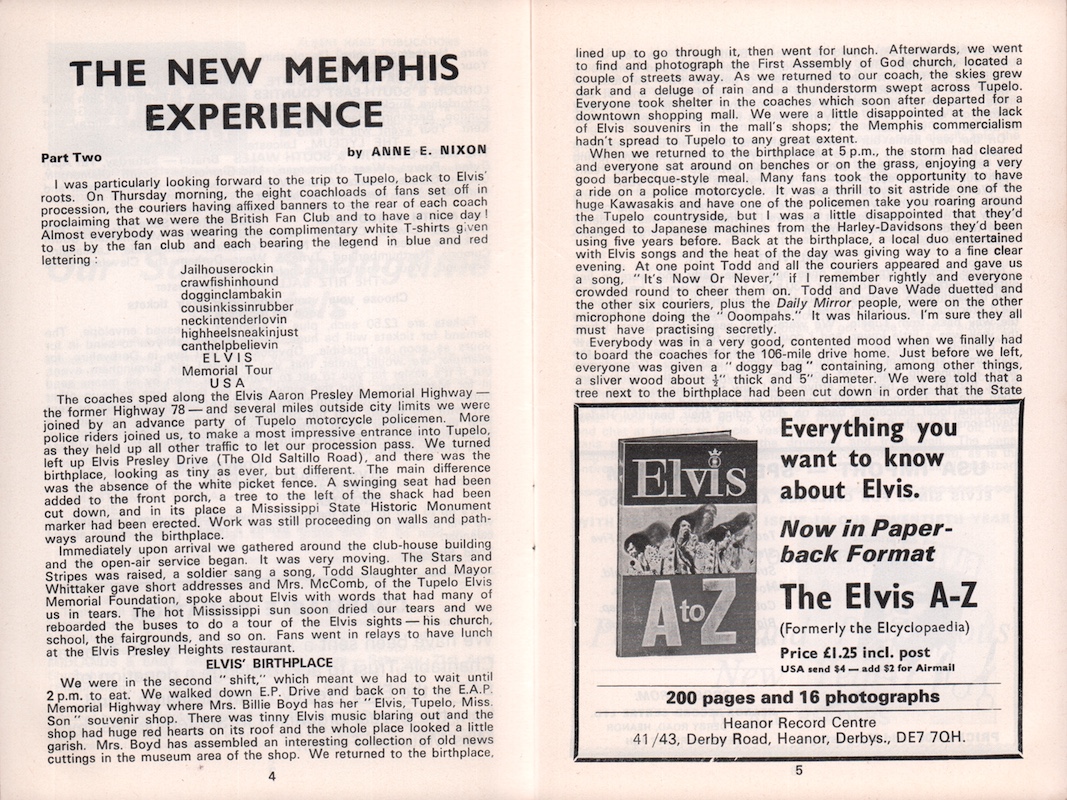 THE NEW MEMPHIS
EXPERIENCE
Part Two
by ANNE E. NIXON
I was particularly looking forward to the trip to Tupelo, back to Elvis'
roots. On Thursday morning, the eight coachloads of fans set off in
procession, the couriers having affixed banners to the rear of each coach
proclaiming that we were the British Fan Club and to have a nice day!
Almost everybody was wearing the complimentary white T-shirts given
to us by the fan club and each bearing the legend in blue and red
lettering :
Jailhouserockin
crawfishinhound
dogginclambakin
cousinkissinrubber
neckintenderlovin
highheelsneakinjust
canthelpbelievin
ELVIS
Memorial Tour
USA
The coaches sped along the Elvis Aaron Presley Memorial Highway —
the former Highway 78 — and several miles outside city limits we were
joined by an advance party of Tupelo motorcycle policemen. More
police riders joined us, to make a most impressive entrance into Tupelo,
as they held up all other traffic to let our procession pass. We turned
left up Elvis Presley Drive (The Old Saltillo Road), and there was the
birthplace, looking as tiny as ever, but different. The main difference
was the absence of the white picket fence. A swinging seat had been
added to the front porch, a tree to the left of the shack had been
cut down, and in its place a Mississippi State Historic Monument
marker had been erected. Work was still proceeding on walls and path-
ways around the birthplace.
Immediately upon arrival we gathered around the club-house building
and the open-air service began. It was very moving. The Stars and
Stripes was raised, a soldier sang a song, Todd Slaughter and Mayor
Whittaker gave short addresses and Mrs. McComb, of the Tupelo Elvis
Memorial Foundation, spoke about Elvis with words that had many of
us in tears. The hot Mississippi sun soon dried our tears and we
reboarded the buses to do a tour of the Elvis sights — his church,
school, the fairgrounds, and so on. Fans went in relays to have lunch
at the Elvis Presley Heights restaurant.
ELVIS' BIRTHPLACE
We were in the second "shift," which meant we had to wait until
2 p.m. to eat. We walked down E.P. Drive and back on to the E.A.P.
Memorial Highway where Mrs. Billie Boyd has her "Elvis, Tupelo, Miss.
Son" souvenir shop. There was tinny Elvis music blaring out and the
shop had huge red hearts on its roof and the whole place looked a little
garish. Mrs. Boyd has assembled an interesting collection of old news
cuttings in the museum area of the shop. We returned to the birthplace,
4
lined up to go through it, then went for lunch. Afterwards, we went
to find and photograph the First Assembly of God church, located a
couple of streets away. As we returned to our coach, the skies grew
dark and a deluge of rain and a thunderstorm swept across Tupelo.
Everyone took shelter in the coaches which soon after departed for a
downtown shopping mall. We were a little disappointed at the lack
of Elvis souvenirs in the mall's shops; the Memphis commercialism
hadn't spread to Tupelo to any great extent.
When we returned to the birthplace at 5 p.m., the storm had cleared
and everyone sat around on benches or on the grass, enjoying a very
good barbecque-style meal. Many fans took the opportunity to have
a ride on a police motorcycle. It was a thrill to sit astride one of the
huge Kawasakis and have one of the policemen take you roaring around
the Tupelo countryside, but I was a little disappointed that they'd
changed to Japanese machines from the Harley-Davidsons they'd been
using five years before. Back at the birthplace, a local duo entertained
with Elvis songs and the heat of the day was giving way to a fine clear
evening. At one point Todd and all the couriers appeared and gave us
a song, "It's Now Or Never," if I remember rightly and everyone
crowded round to cheer them on. Todd and Dave Wade duetted and
the other six couriers, plus the Daily Mirror people, were on the other
microphone doing the "Ooompahs." It was hilarious. I'm sure they all
must have practising secretly.
Everybody was in a very good, contented mood when we finally had
to board the coaches for the 106-mile drive home. Just before we left,
everyone was given a "doggy bag" containing, among other things,
a sliver wood about ½" thick and 5" diameter. We were told that a
tree next to the birthplace had been cut down in order that the State
Elvis
A to Z
Everything you
want to know
about Elvis.
Now in Paper-
back Format
The Elvis A-Z
(Formerly the Elcyclopaedia)
Price £1.25 incl. post
USA send $4 — add $2 for Airmail
200 pages and 16 photographs
Heanor Record Centre
41/43, Derby Road, Heanor, Derbys., DE7 7QH.
5